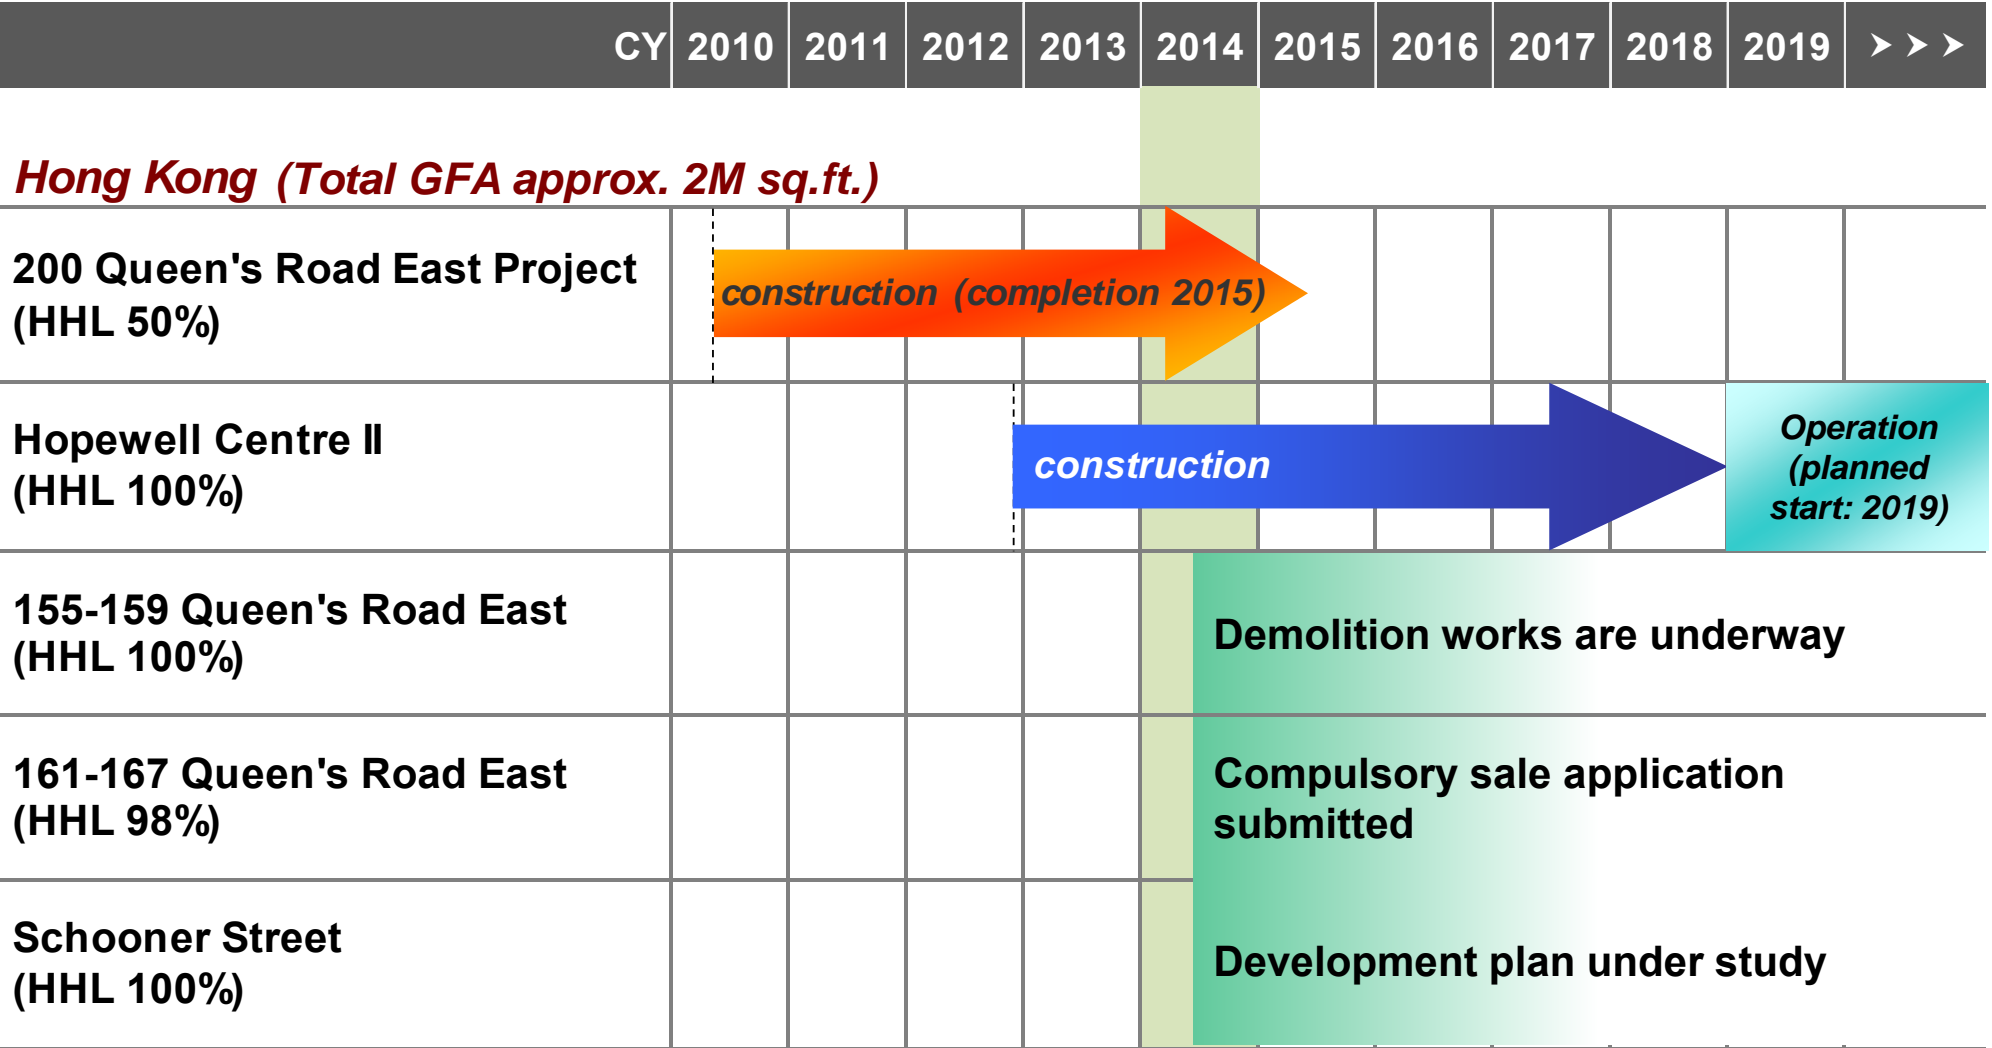 CY 2010 2011 2012 2013 2014 2015 2016 2017 2018 2019 ➤ ➤ ➤
Hong Kong (Total GFA approx. 2M sq.ft.)
200 Queen's Road East Project
(HHL 50%)
construction (completion 2015)
Hopewell Centre II
(HHL 100%)
construction
Operation
(planned
start: 2019)
155-159 Queen's Road East
(HHL 100%)
Demolition works are underway
161-167 Queen's Road East
(HHL 98%)
Compulsory sale application
submitted
Schooner Street
(HHL 100%)
Development plan under study